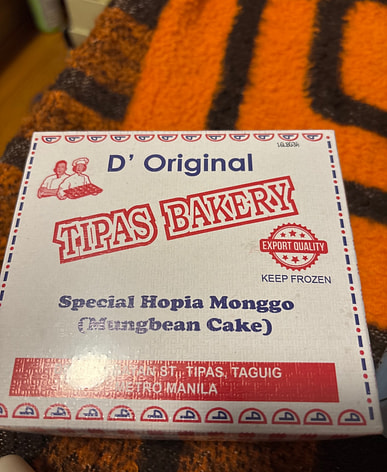 D' Original
TIPAS BAKERY
EXPORT QUALITY
KEEP FROZEN
Special Hopia Monggo
(Mungbean Cake)
ST, TIPAS, TAGUIG
METRO MANILA